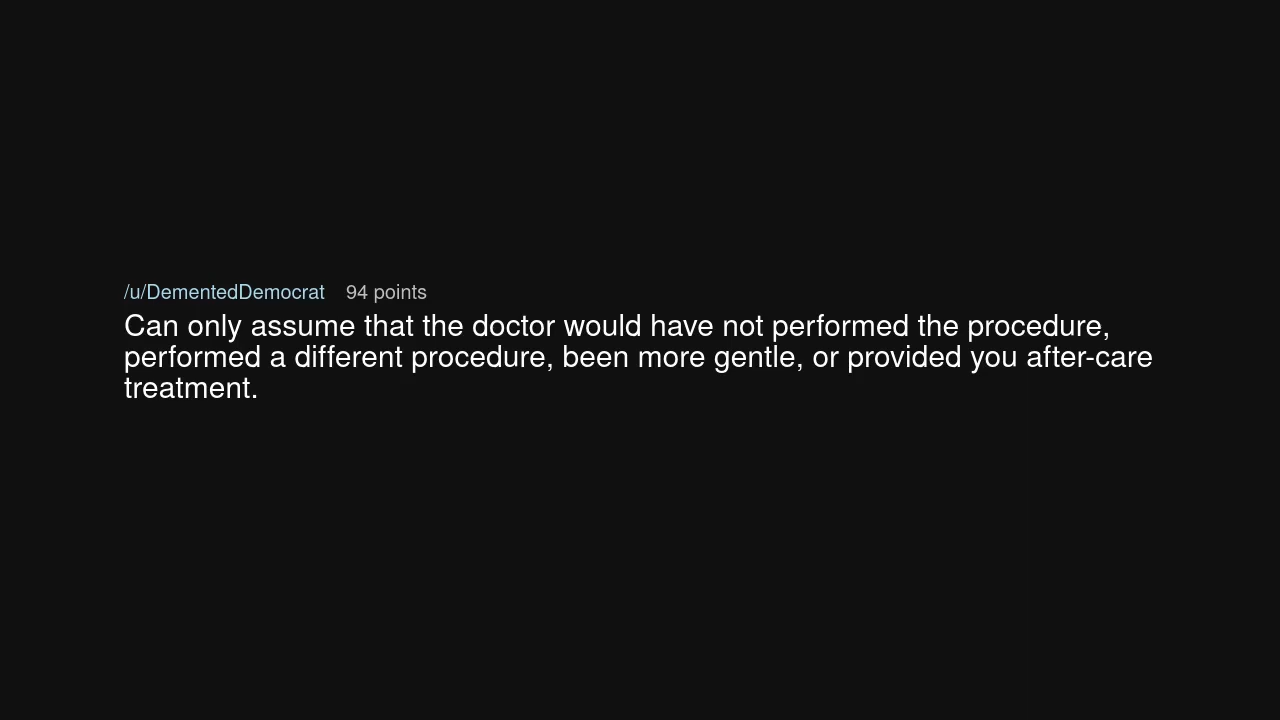 /u/DementedDemocrat 94 points
Can only assume that the doctor would have not performed the procedure,
performed a different procedure, been more gentle, or provided you after-care
treatment.